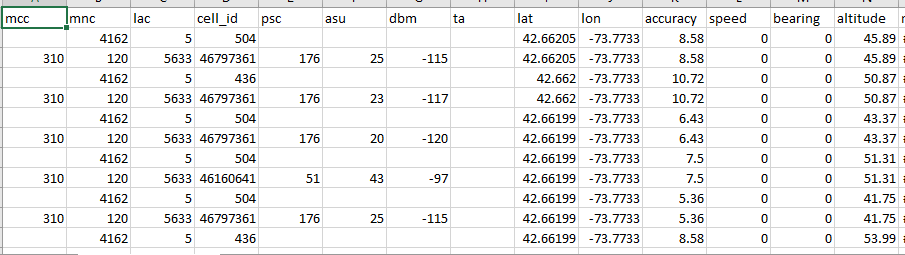 mcc mnc lac cell_id psc asu dbm ta lat lon accuracy speed bearing altitude
4162 5 504 42.66205 -73.7733 8.58 0 0 45.89
310 120 5633 46797361 176 25 -115 42.66205 -73.7733 8.58 0 0 45.89
4162 5 436 42.662 -73.7733 10.72 0 0 50.87
310 120 5633 46797361 176 23 -117 42.662 -73.7733 10.72 0 0 50.87
4162 5 504 42.66199 -73.7733 6.43 0 0 43.37
310 120 5633 46797361 176 20 -120 42.66199 -73.7733 6.43 0 0 43.37
4162 5 504 42.66199 -73.7733 7.5 0 0 51.31
310 120 5633 46160641 51 43 -97 42.66199 -73.7733 7.5 0 0 51.31
4162 5 504 42.66199 -73.7733 5.36 0 0 41.75
310 120 5633 46797361 176 25 -115 42.66199 -73.7733 5.36 0 0 41.75
4162 5 436 42.66199 -73.7733 8.58 0 0 53.99